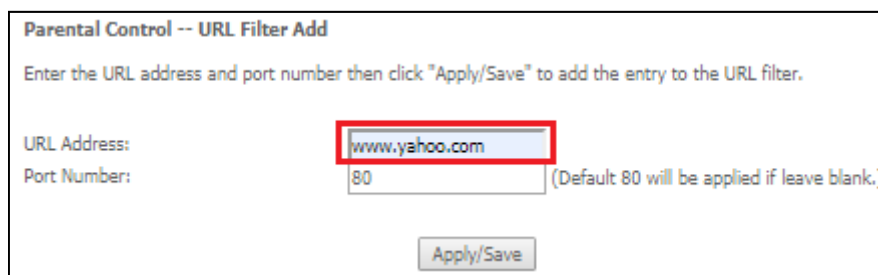 Parental Control -- URL Filter Add
Enter the URL address and port number then click "Apply/Save" to add the entry to the URL filter.
URL Address: www.yahoo.com
Port Number: 80 (Default 80 will be applied if leave blank.)
Apply/Save